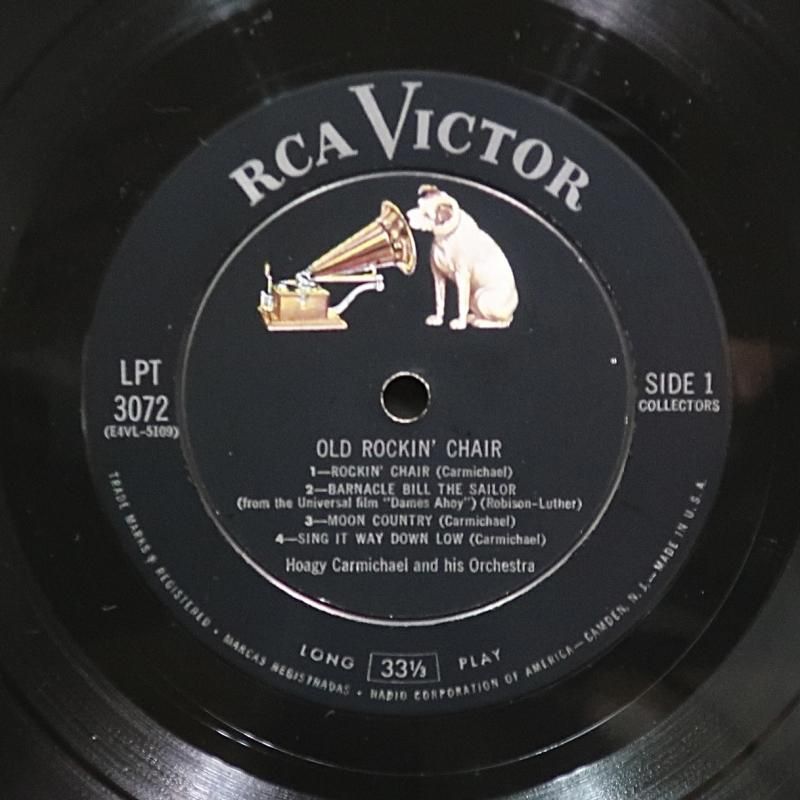 RCA VICTOR
LPT
3072
(E4VL-5109)
SIDE 1
COLLECTORS
OLD ROCKIN' CHAIR
1—ROCKIN' CHAIR (Carmichael)
2—BARNACLE BILL THE SAILOR
(from the Universal film "Dames Ahoy") (Robison-Luther)
3—MOON COUNTRY (Carmichael)
4—SING IT WAY DOWN LOW (Carmichael)
Hoagy Carmichael and his Orchestra
LONG 33⅓ PLAY
TRADE MARKS ® REGISTERED • MARCAS REGISTRADAS • RADIO CORPORATION OF AMERICA—CAMDEN, N. J.—MADE IN U.S.A.